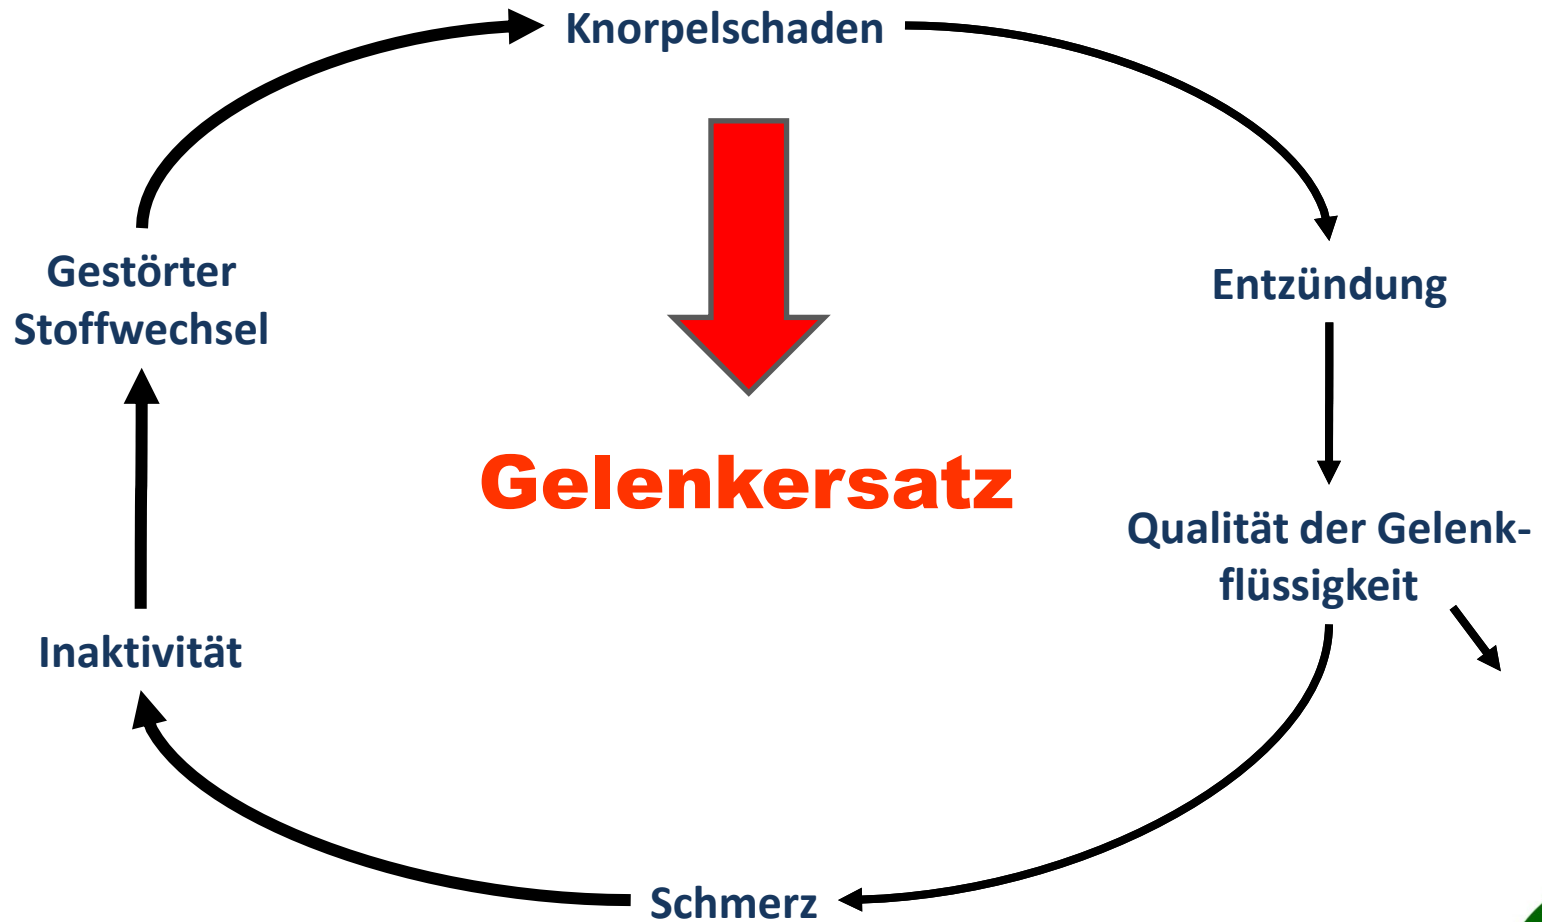 Knorpelschaden
Entzündung
Qualität der Gelenk-
flüssigkeit
Schmerz
Inaktivität
Gestörter
Stoffwechsel
Gelenkersatz